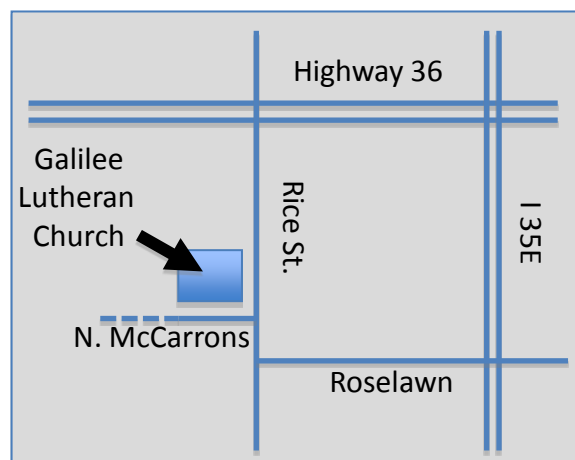 Highway 36
Galilee
Lutheran
Church
Rice St.
I 35E
N. McCarrons
Roselawn